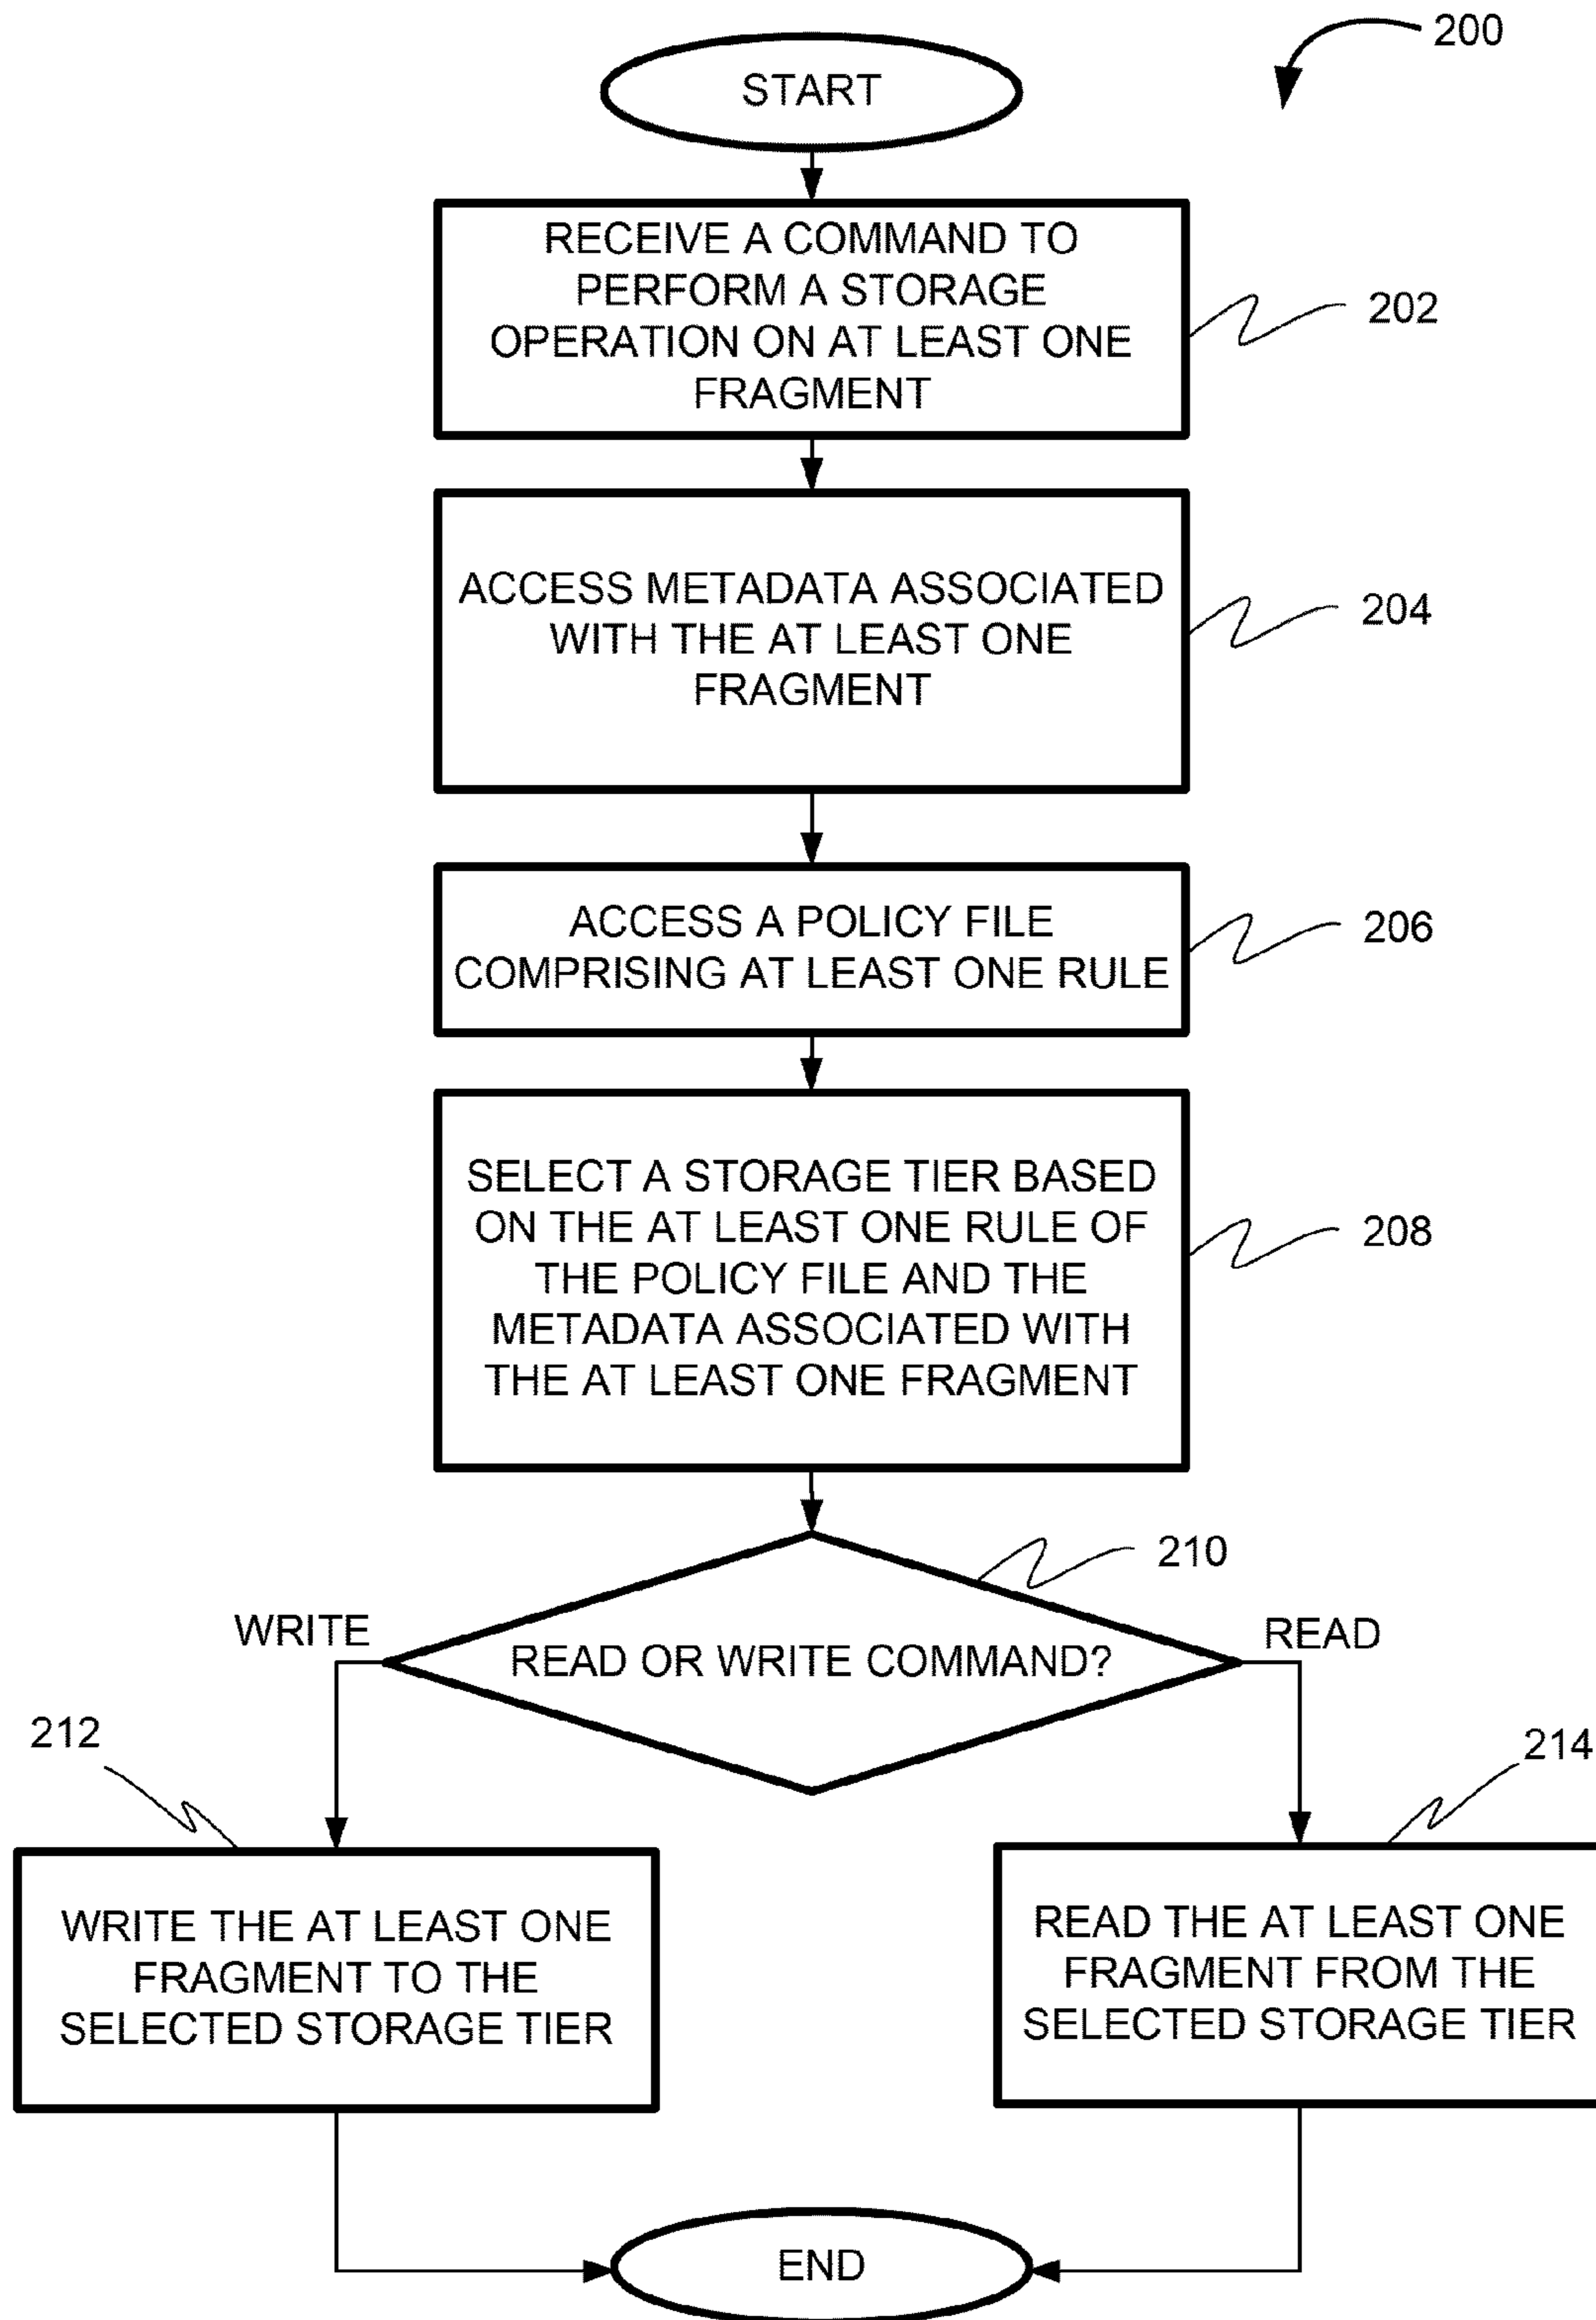 200
START
RECEIVE A COMMAND TO
PERFORM A STORAGE
OPERATION ON AT LEAST ONE
FRAGMENT
202
ACCESS METADATA ASSOCIATED
WITH THE AT LEAST ONE
FRAGMENT
204
ACCESS A POLICY FILE
COMPRISING AT LEAST ONE RULE
206
SELECT A STORAGE TIER BASED
ON THE AT LEAST ONE RULE OF
THE POLICY FILE AND THE
METADATA ASSOCIATED WITH
THE AT LEAST ONE FRAGMENT
208
210
READ OR WRITE COMMAND?
WRITE
READ
212
WRITE THE AT LEAST ONE
FRAGMENT TO THE
SELECTED STORAGE TIER
214
READ THE AT LEAST ONE
FRAGMENT FROM THE
SELECTED STORAGE TIER
END